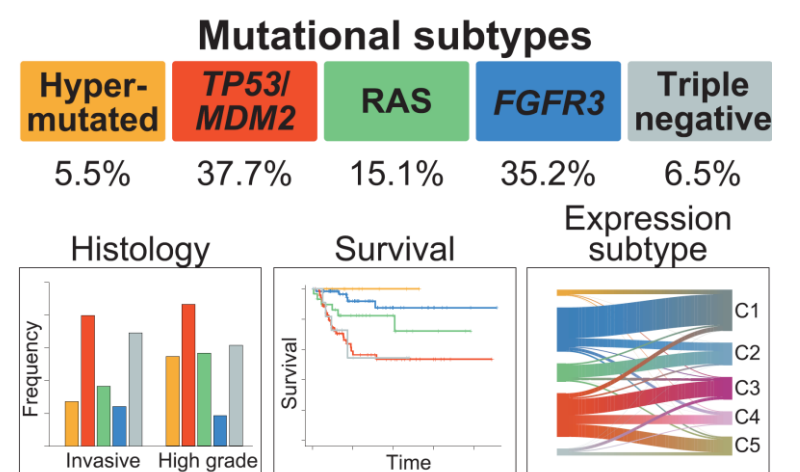 Mutational subtypes
Hyper-
mutated
TP53/
MDM2
RAS
FGFR3
Triple
negative
5.5%
37.7%
15.1%
35.2%
6.5%
Histology
Frequency
Invasive
High grade
Survival
Survival
Time
Expression
subtype
C1
C2
C3
C4
C5